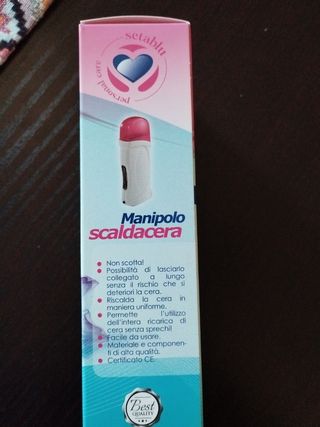 setablu
personal care
Manipolo
scaldacera
Non scotta!
Possibilità di lasciarlo
collegato a lungo
senza il rischio che si
deteriori la cera.
Riscalda la cera in
maniera uniforme.
Permette l'utilizzo
dell'intera ricarica di
cera senza sprechi!
Facile da usare.
Materiale e componen-
ti di alta qualità.
Certificato CE.
Best
QUALITY